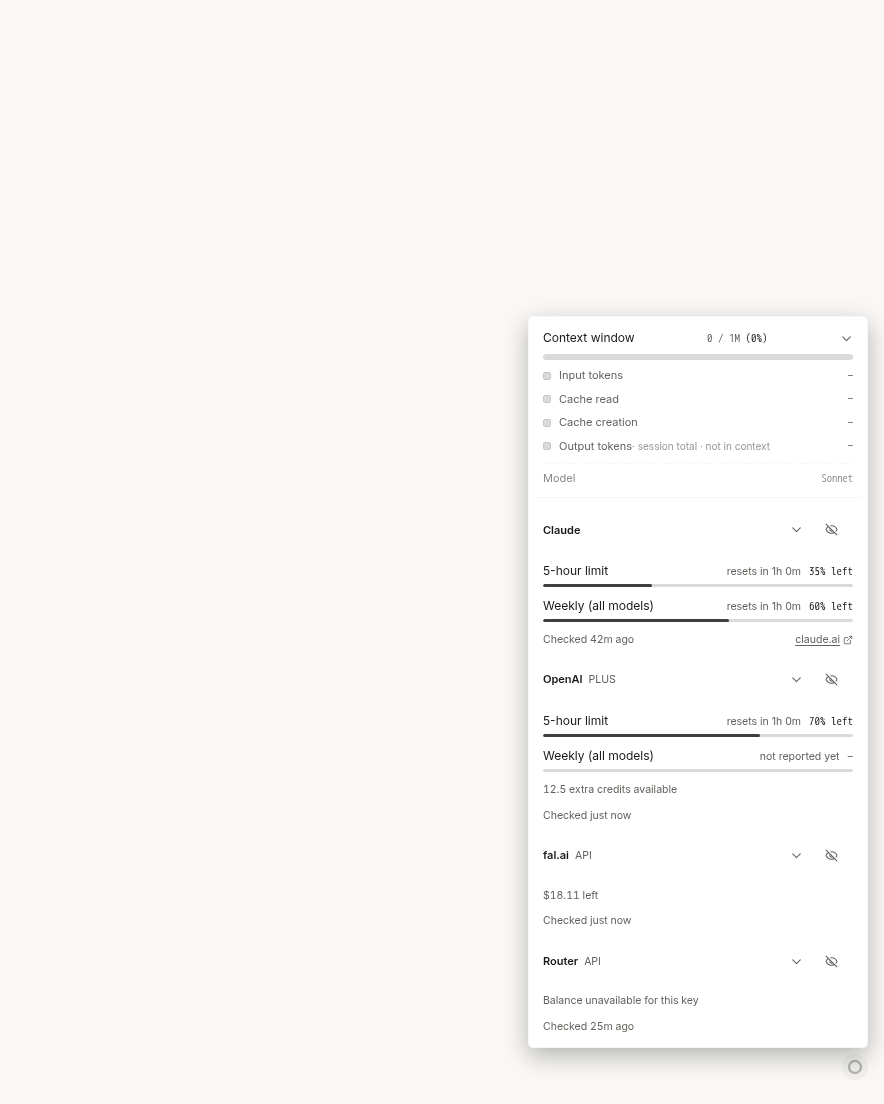 Context window 0 / 1M (0%)
Input tokens –
Cache read –
Cache creation –
Output tokens · session total · not in context –
Model Sonnet
Claude
5-hour limit resets in 1h 0m 35% left
Weekly (all models) resets in 1h 0m 60% left
Checked 42m ago claude.ai
OpenAI PLUS
5-hour limit resets in 1h 0m 70% left
Weekly (all models) not reported yet –
12.5 extra credits available
Checked just now
fal.ai API
$18.11 left
Checked just now
Router API
Balance unavailable for this key
Checked 25m ago